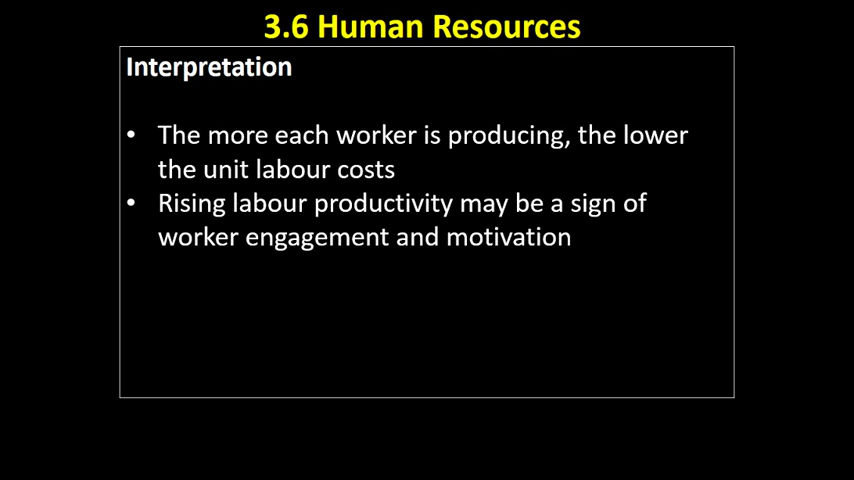 3.6 Human Resources
Interpretation
• The more each worker is producing, the lower
the unit labour costs
• Rising labour productivity may be a sign of
worker engagement and motivation